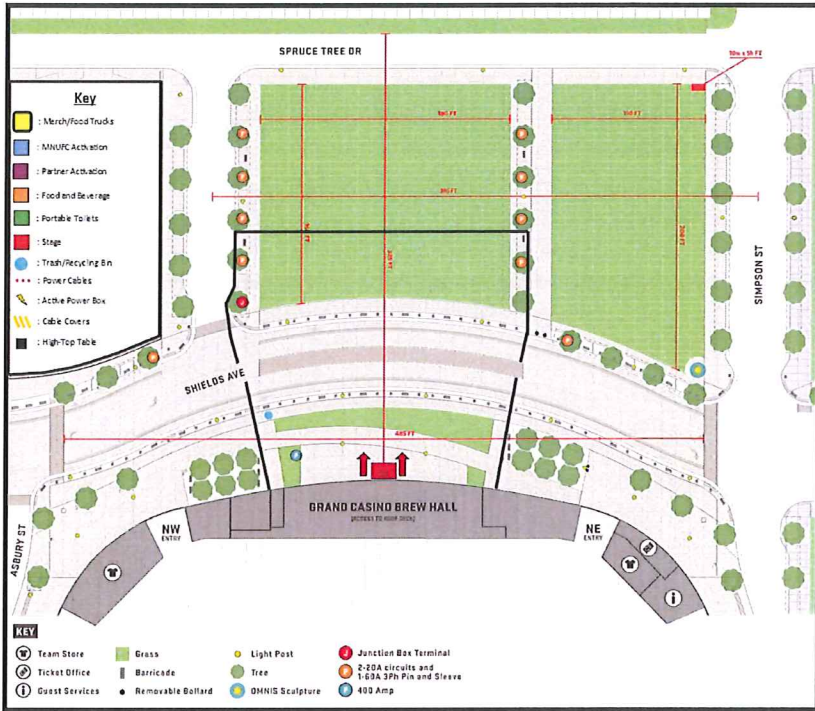 SPRUCE TREE DR
Key
: Merch/Food Trucks
: MNUFC Activation
: Partner Activation
: Food and Beverage
: Portable Toilets
: Stage
: Trash/Recycling Bin
: Power Cables
: Active Power Box
: Cable Covers
: High-Top Table
SIMPSON ST
SHIELDS AVE
ASBURY ST
GRAND CASINO BREW HALL
NW
ENTRY
NE
ENTRY
KEY
Team Store
Ticket Office
Guest Services
Grass
Barricade
Removable Bollard
Light Post
Tree
OMNIS Sculpture
Junction Box Terminal
2-20A circuits and
1-60A 3Ph Pin and Sleeve
400 Amp